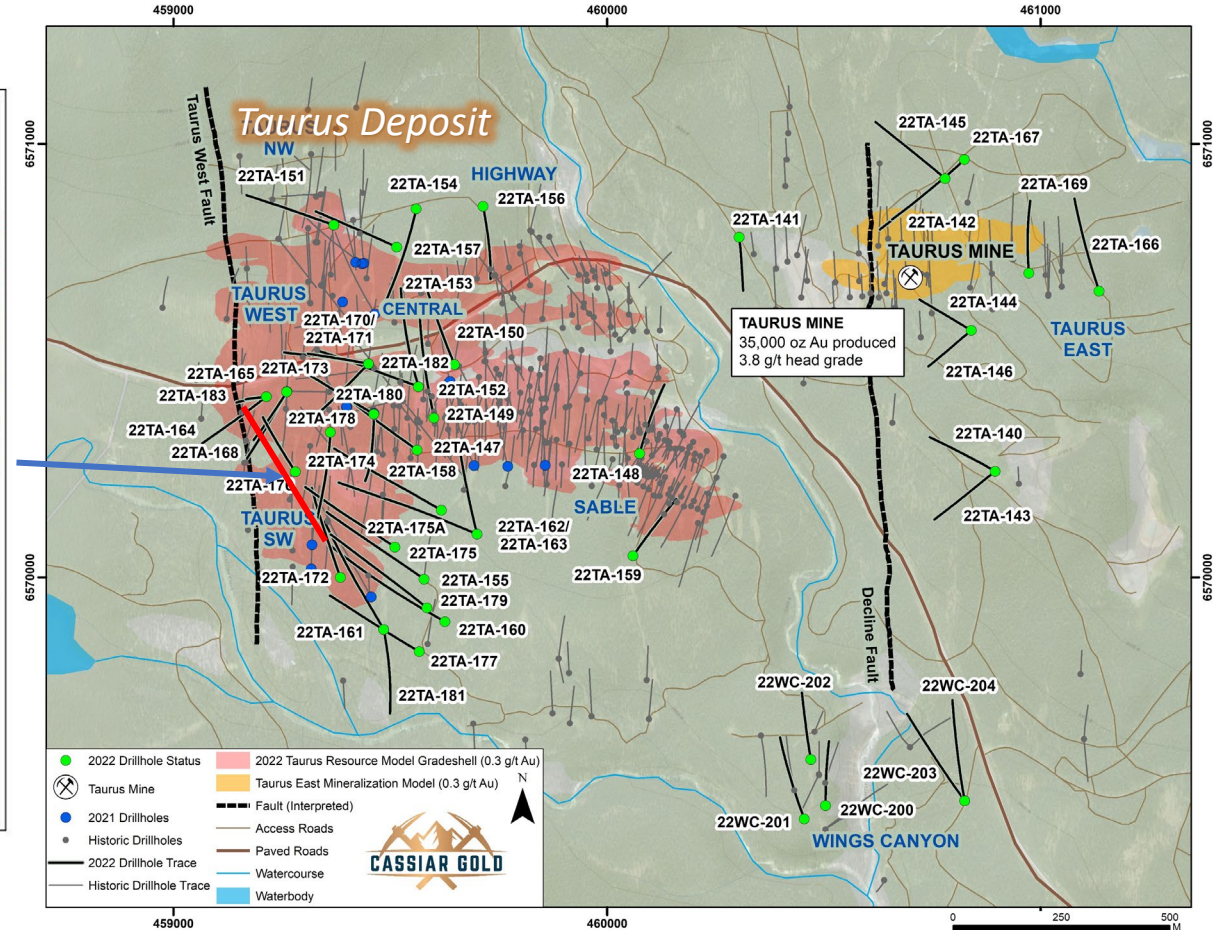 459000
460000
461000
6571000
6571000
6570000
6570000
Taurus Deposit
TAURUS
NW
Taurus West Fault
22TA-151
22TA-154
HIGHWAY
22TA-156
22TA-157
22TA-153
TAURUS
WEST
CENTRAL
22TA-170/
22TA-171
22TA-150
22TA-165
22TA-173
22TA-182
22TA-183
22TA-180
22TA-152
22TA-178
22TA-149
22TA-164
22TA-168
22TA-174
22TA-158
22TA-147
22TA-148
TAURUS
SW
22TA-175A
22TA-162/
22TA-163
SABLE
22TA-175
22TA-172
22TA-155
22TA-159
22TA-179
22TA-161
22TA-160
22TA-177
22TA-181
22TA-145
22TA-167
22TA-169
22TA-141
22TA-142
TAURUS MINE
22TA-166
22TA-144
TAURUS MINE
35,000 oz Au produced
3.8 g/t head grade
TAURUS
EAST
22TA-146
22TA-140
22TA-143
Decline Fault
22WC-202
22WC-204
22WC-203
22WC-200
22WC-201
WINGS CANYON
2022 Drillhole Status
Taurus Mine
2021 Drillholes
Historic Drillholes
2022 Drillhole Trace
Historic Drillhole Trace
2022 Taurus Resource Model Gradeshell (0.3 g/t Au)
Taurus East Mineralization Model (0.3 g/t Au)
Fault (Interpreted)
Access Roads
Paved Roads
Watercourse
Waterbody
N
CASSIAR GOLD
459000
460000
0
250
500
M